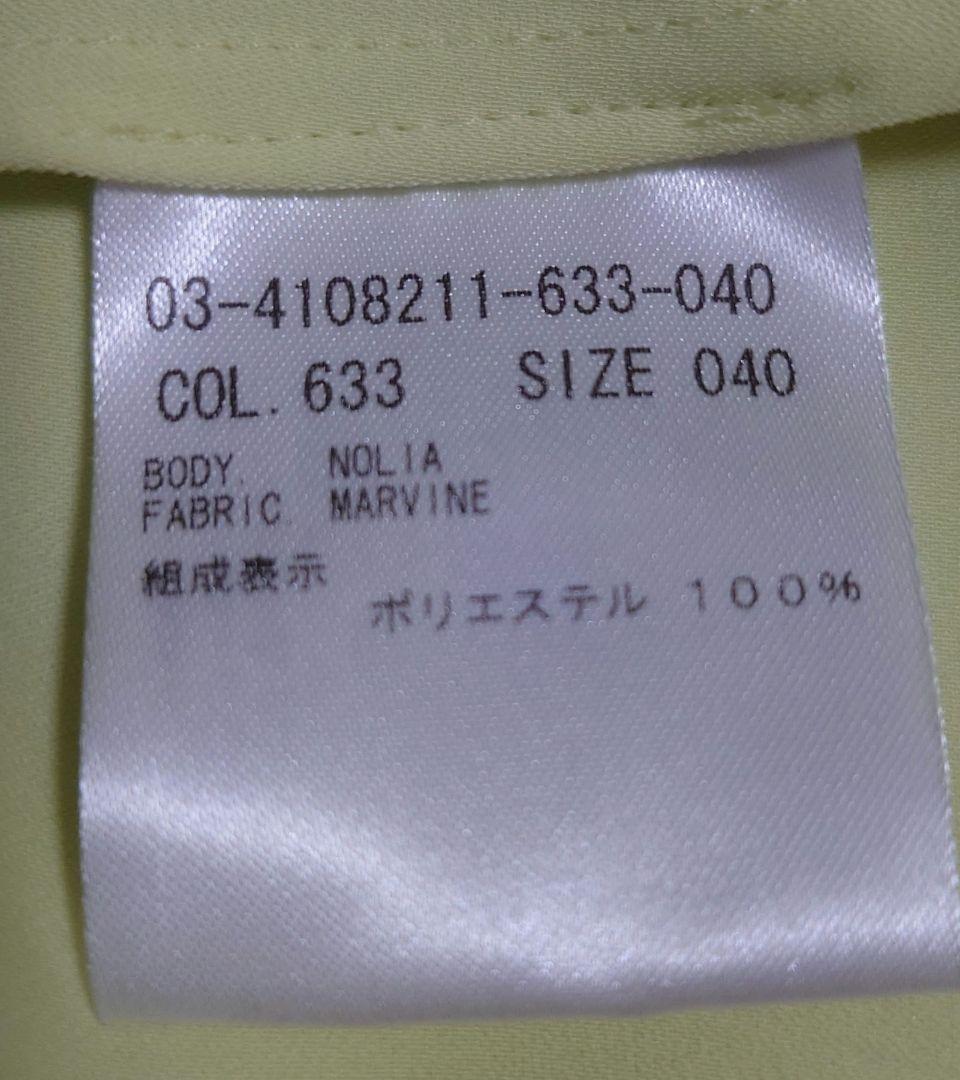 03-4108211-633-040
COL. 633 SIZE 040
BODY. NOLIA
FABRIC. MARVINE
組成表示
ポリエステル １００％